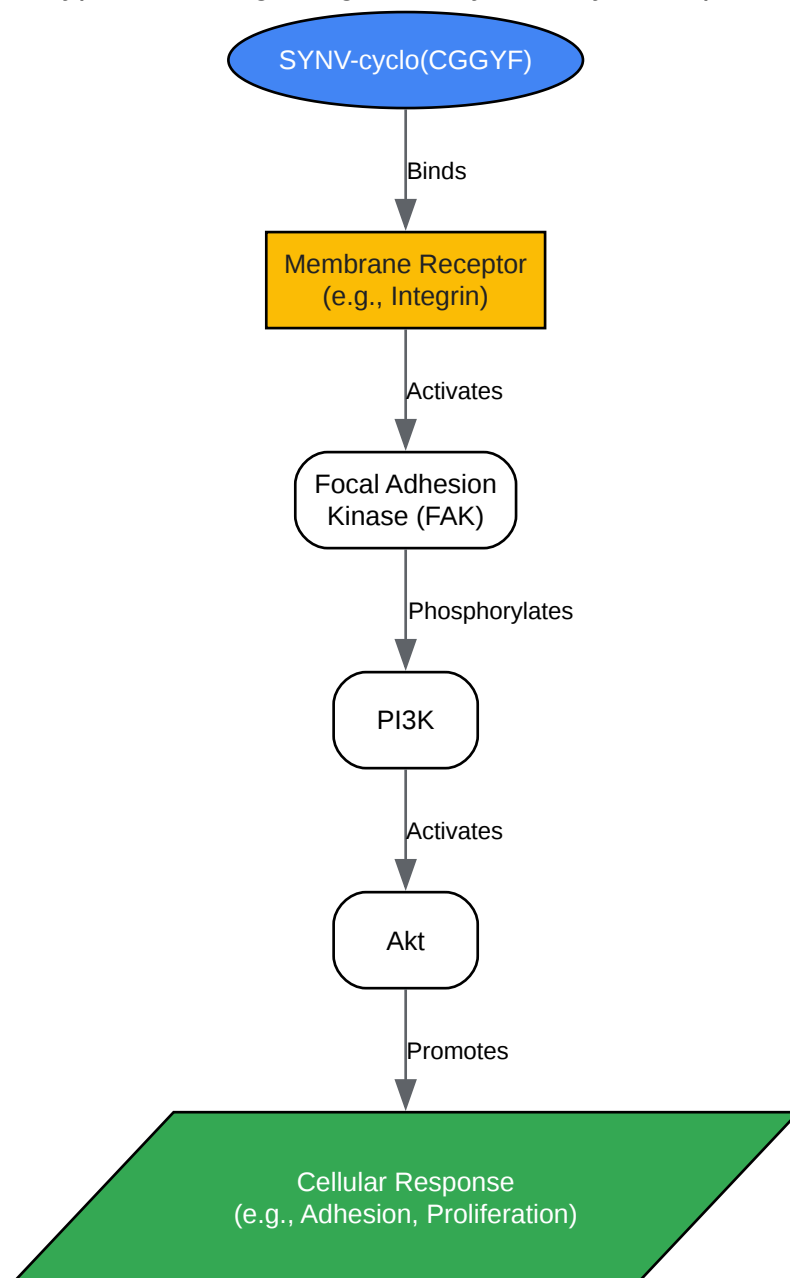 SYNV-cyclo(CGGYF)
Binds
Membrane Receptor
(e.g., Integrin)
Activates
Focal Adhesion
Kinase (FAK)
Phosphorylates
PI3K
Activates
Akt
Promotes
Cellular Response
(e.g., Adhesion, Proliferation)